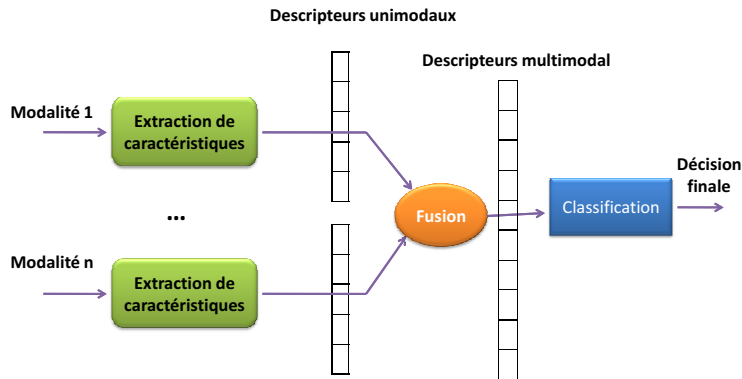 Descripteurs unimodaux
Descripteurs multimodal
Modalité 1
Extraction de
caractéristiques
Décision
finale
...
Fusion
Classification
Modalité n
Extraction de
caractéristiques